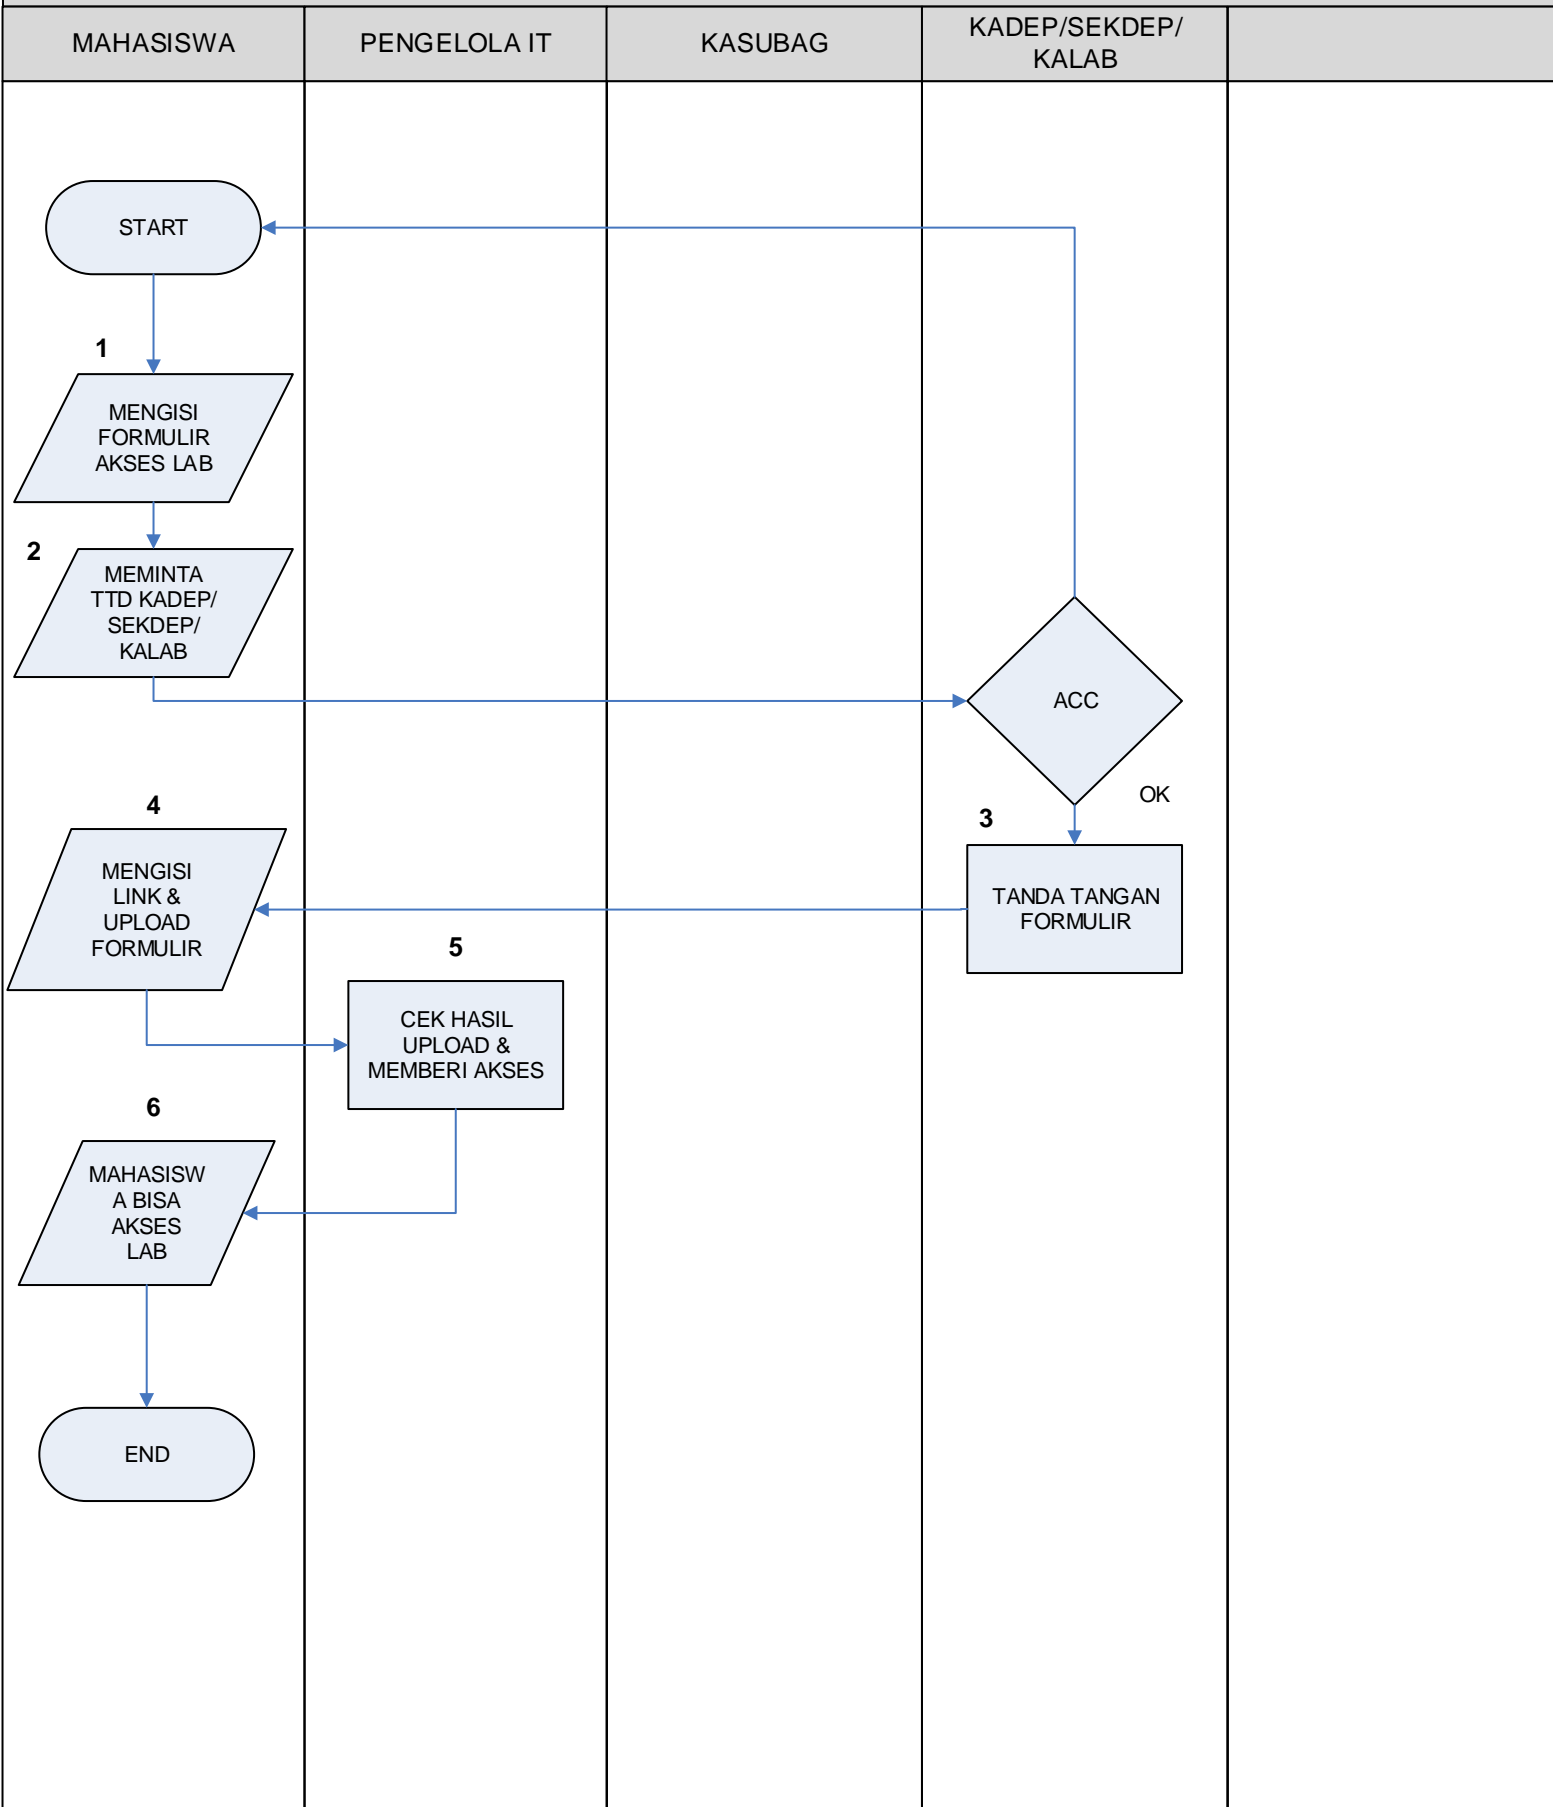 MAHASISWA
PENGELOLA IT
KASUBAG
KADEP/SEKDEP/
KALAB
START
1
MENGISI
FORMULIR
AKSES LAB
2
MEMINTA
TTD KADEP/
SEKDEP/
KALAB
ACC
OK
3
TANDA TANGAN
FORMULIR
4
MENGISI
LINK &
UPLOAD
FORMULIR
5
CEK HASIL
UPLOAD &
MEMBERI AKSES
6
MAHASISW
A BISA
AKSES
LAB
END